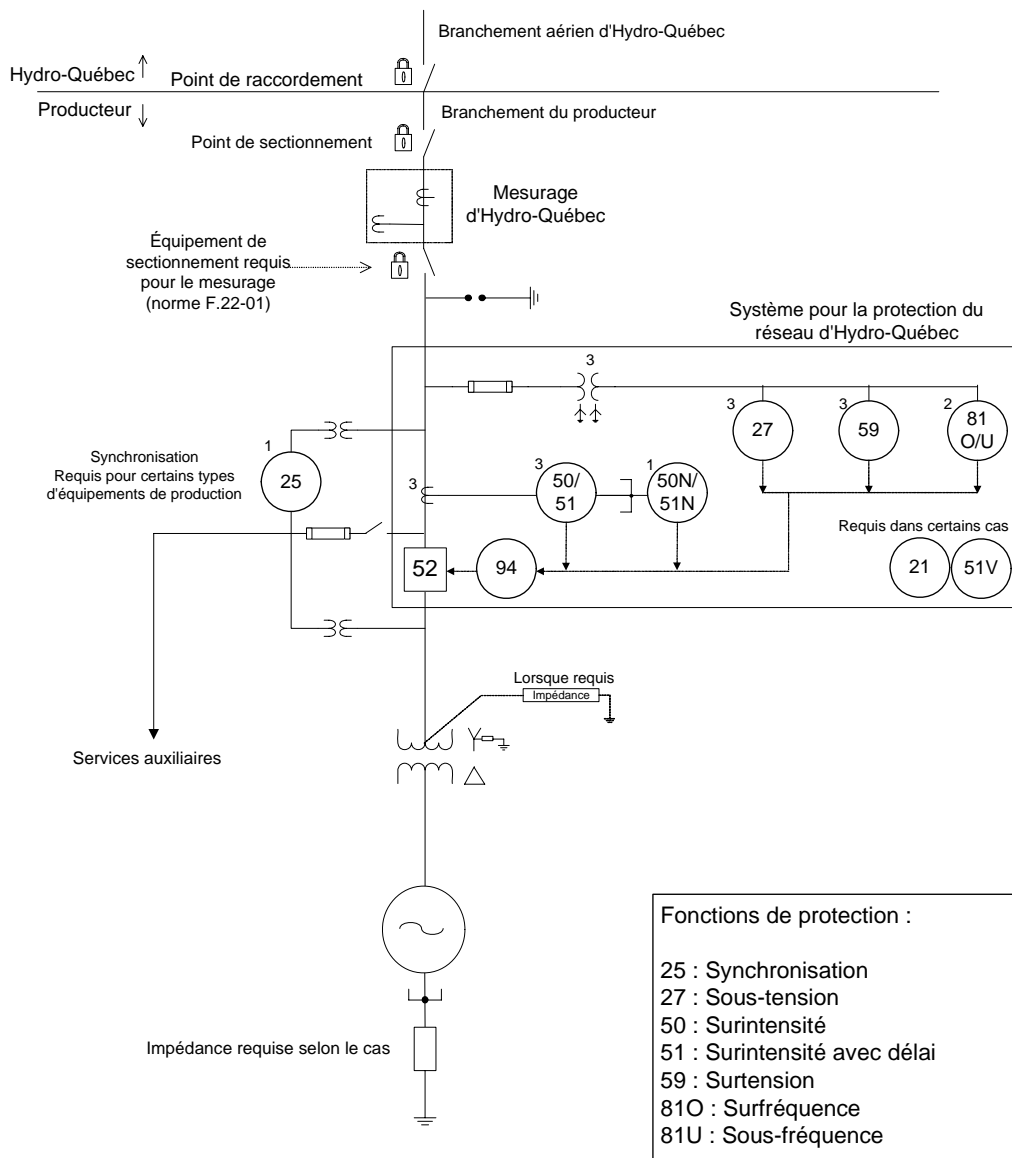 Branchement aérien d'Hydro-Québec
Hydro-Québec
Point de raccordement
Producteur
Branchement du producteur
Point de sectionnement
Mesurage
d'Hydro-Québec
Équipement de
sectionnement requis
pour le mesurage
(norme F.22-01)
Système pour la protection du
réseau d'Hydro-Québec
3
3
27
3
59
2
81
O/U
1
25
Synchronisation
Requis pour certains types
d'équipements de production
3
3
50/
51
1
50N/
51N
Requis dans certains cas
52
94
21
51V
Lorsque requis
Impédance
Services auxiliaires
Impédance requise selon le cas
Fonctions de protection :
25 : Synchronisation
27 : Sous-tension
50 : Surintensité
51 : Surintensité avec délai
59 : Surtension
81O : Surfréquence
81U : Sous-fréquence